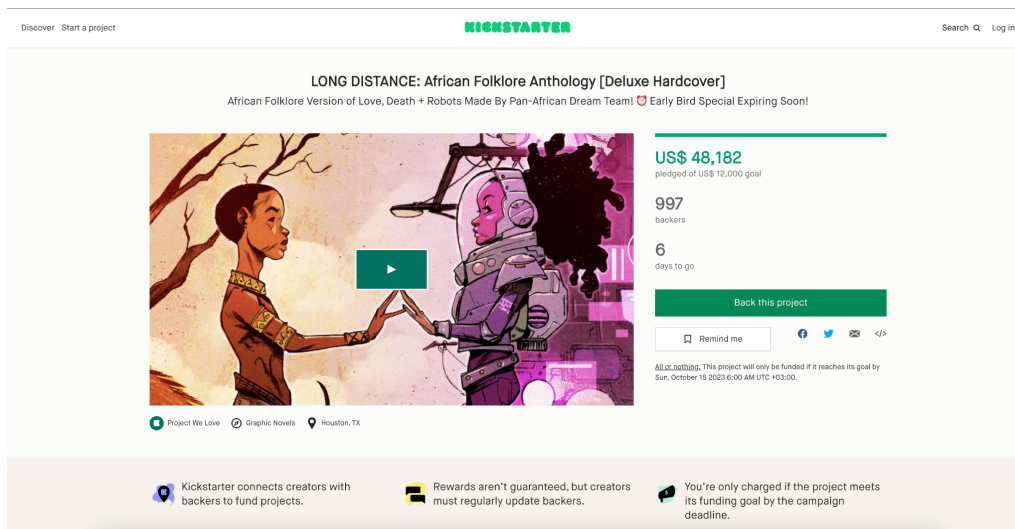 Discover Start a project
KICKSTARTER
Search Log in
LONG DISTANCE: African Folklore Anthology [Deluxe Hardcover]
African Folklore Version of Love, Death + Robots Made By Pan-African Dream Team! ⏰ Early Bird Special Expiring Soon!
US$ 48,182
pledged of US$ 12,000 goal
997
backers
6
days to go
Back this project
Remind me
All or nothing. This project will only be funded if it reaches its goal by
Sun, October 15 2023 6:00 AM UTC +03:00.
Project We Love Graphic Novels Houston, TX
Kickstarter connects creators with
backers to fund projects.
Rewards aren't guaranteed, but creators
must regularly update backers.
You're only charged if the project meets
its funding goal by the campaign
deadline.